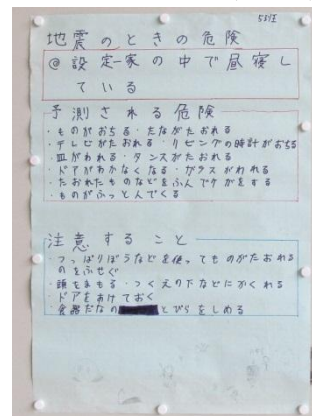 5S班
地震のときの危険
@設定─家の中で昼寝し
ている
予測される危険
・ものがおちる・たながたおれる
・テレビがたおれる・リビングの時計がおちる
・皿がわれる・タンスがたおれる
・ドアがあかなくなる・ガラスがわれる
・たおれたものなどをふんでケガをする
・ものがふっとんでくる
注意すること
・つっぱりぼうなどを使ってものがたおれる
のをふせぐ
・頭をまもる・つくえの下などにかくれる
・ドアをあけておく
・食器だなのとびらをしめる